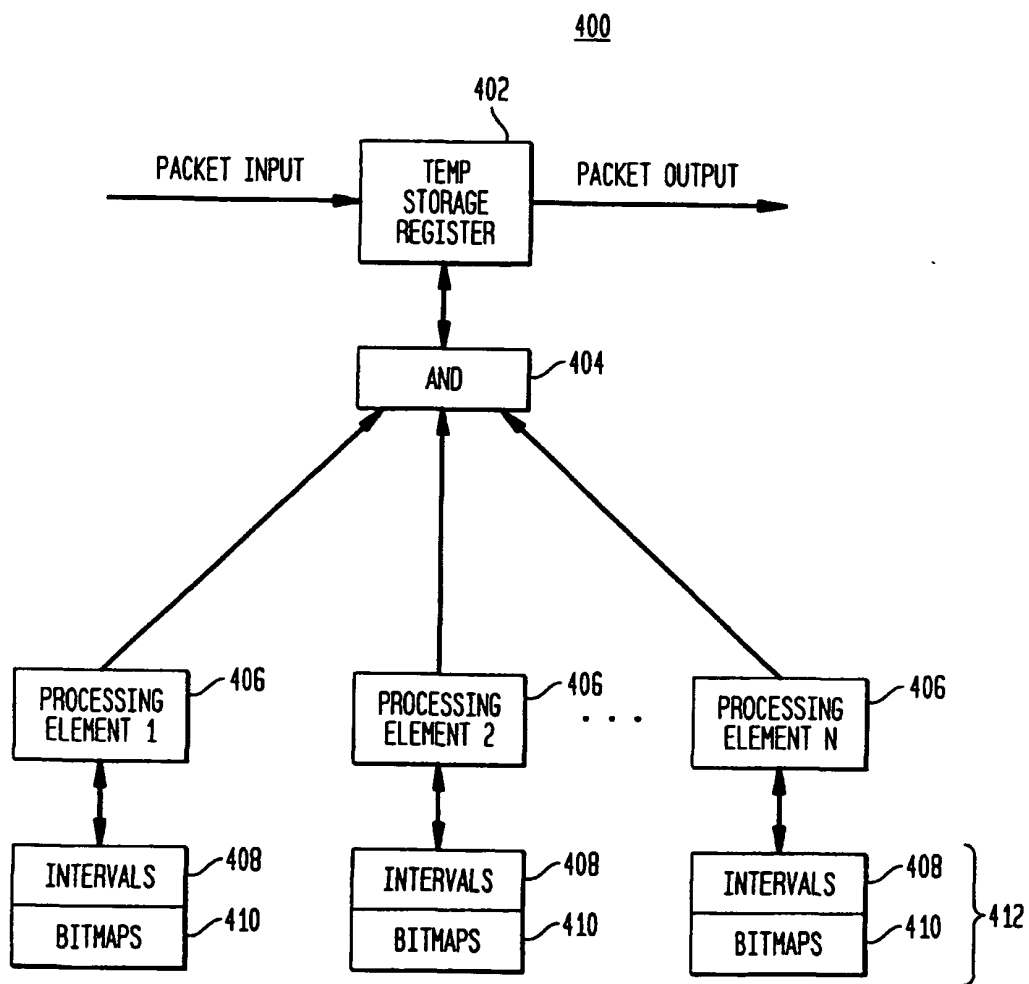 400
402
PACKET INPUT
TEMP
STORAGE
REGISTER
PACKET OUTPUT
AND
404
PROCESSING
ELEMENT 1
406
PROCESSING
ELEMENT 2
406
. . .
PROCESSING
ELEMENT N
406
INTERVALS
408
BITMAPS
410
INTERVALS
408
BITMAPS
410
INTERVALS
408
BITMAPS
410
412